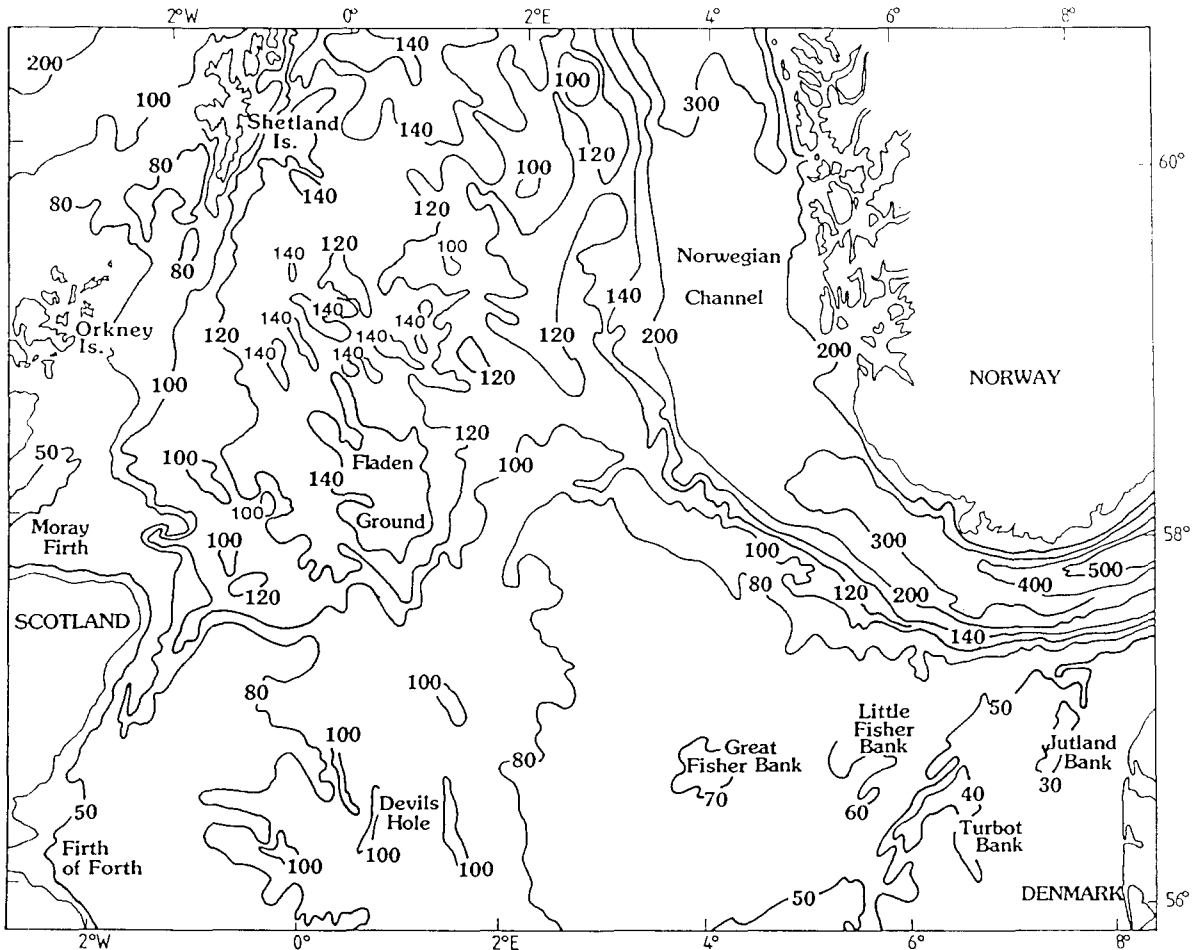 2°W 0° 2°E 4° 6° 8°
200
140
100
100
300
Shetland
Is.
140
80
120
60°
100
80
140
120
120
100
140
80
Norwegian
Channel
140
140
140
120
Orkney
Is.
120
140
140
200
200
140
140
120
100
NORWAY
120
100
50
100
Fladen
140
Ground
100
Moray
Firth
100
58°
300
100
500
400
80
120
120
200
SCOTLAND
140
80
100
50
Little
Fisher
Bank
100
Great
Fisher Bank
Jutland
Bank
80
70
30
50
60
40
Devils
Hole
Turbot
Bank
Firth
of Forth
100
100
100
50
DENMARK
56°
2°W 0° 2°E 4° 6° 8°